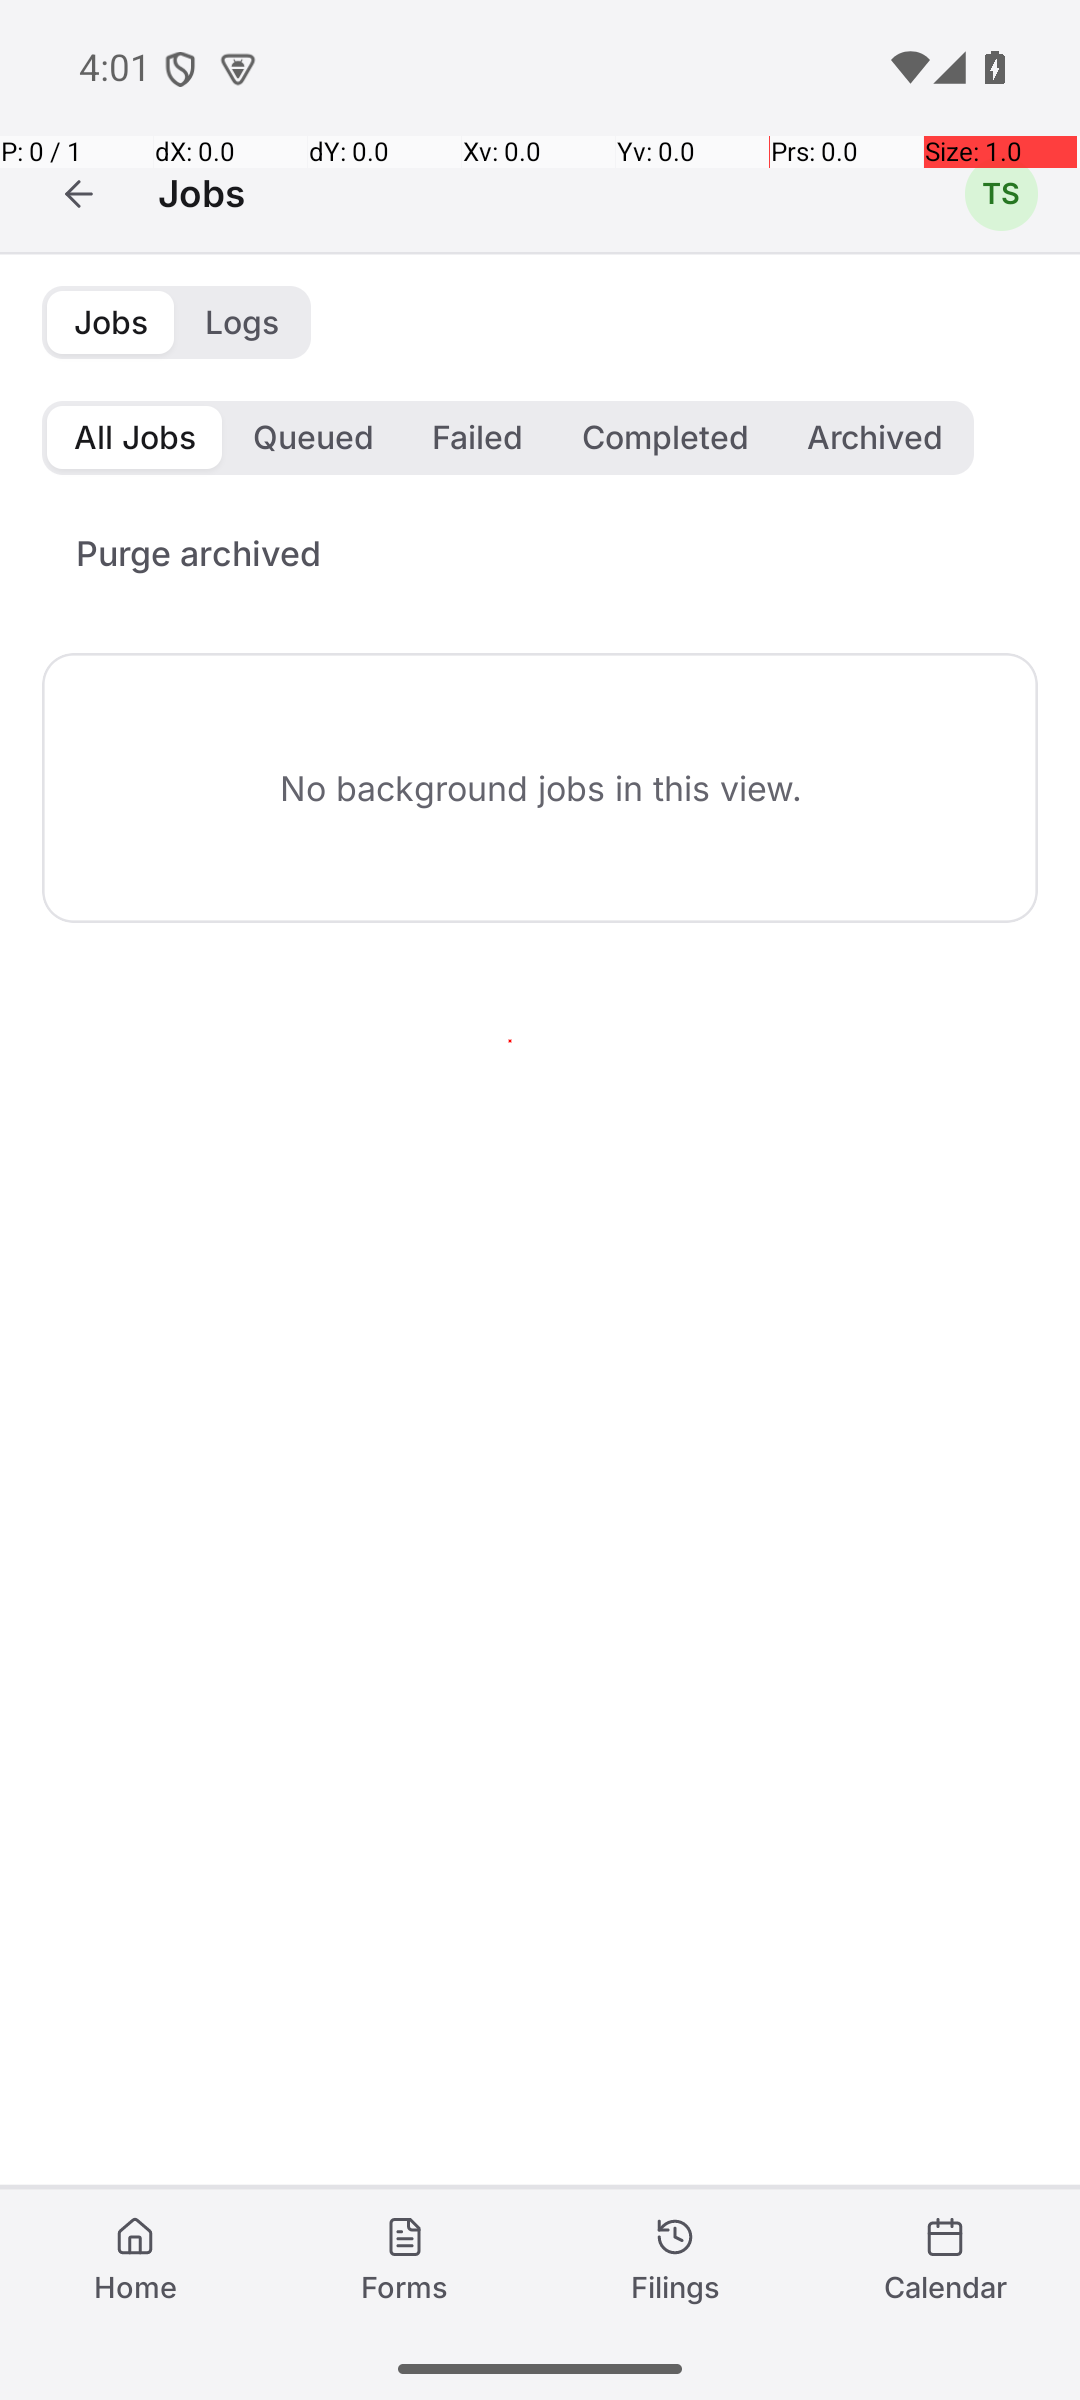 4:01
P: 0 / 1 dX: 0.0 dY: 0.0 Xv: 0.0 Yv: 0.0 Prs: 0.0 Size: 1.0
Jobs TS
Jobs Logs
All Jobs Queued Failed Completed Archived
Purge archived
No background jobs in this view.
Home Forms Filings Calendar